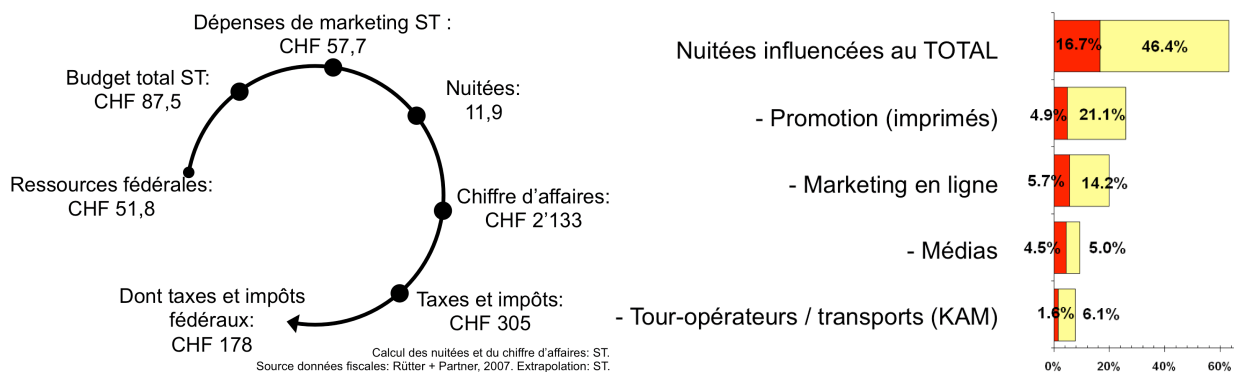 Dépenses de marketing ST :
CHF 57,7
Budget total ST:
CHF 87,5
Nuitées:
11,9
Ressources fédérales:
CHF 51,8
Chiffre d’affaires:
CHF 2’133
Dont taxes et impôts
fédéraux:
CHF 178
Taxes et impôts:
CHF 305
Calcul des nuitées et du chiffre d’affaires: ST.
Source données fiscales: Rütter + Partner, 2007. Extrapolation: ST.
Nuitées influencées au TOTAL 16.7% 46.4%
- Promotion (imprimés) 4.9% 21.1%
- Marketing en ligne 5.7% 14.2%
- Médias 4.5% 5.0%
- Tour-opérateurs / transports (KAM) 1.6% 6.1%
0% 20% 40% 60%